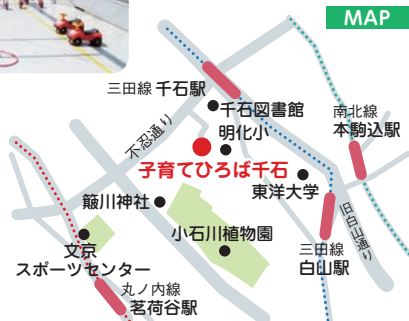 MAP
三田線 千石駅
千石図書館
明化小
不忍通り
南北線
本駒込駅
子育てひろば千石
東洋大学
簸川神社
旧白山通り
小石川植物園
文京
スポーツセンター
三田線
白山駅
丸ノ内線
茗荷谷駅